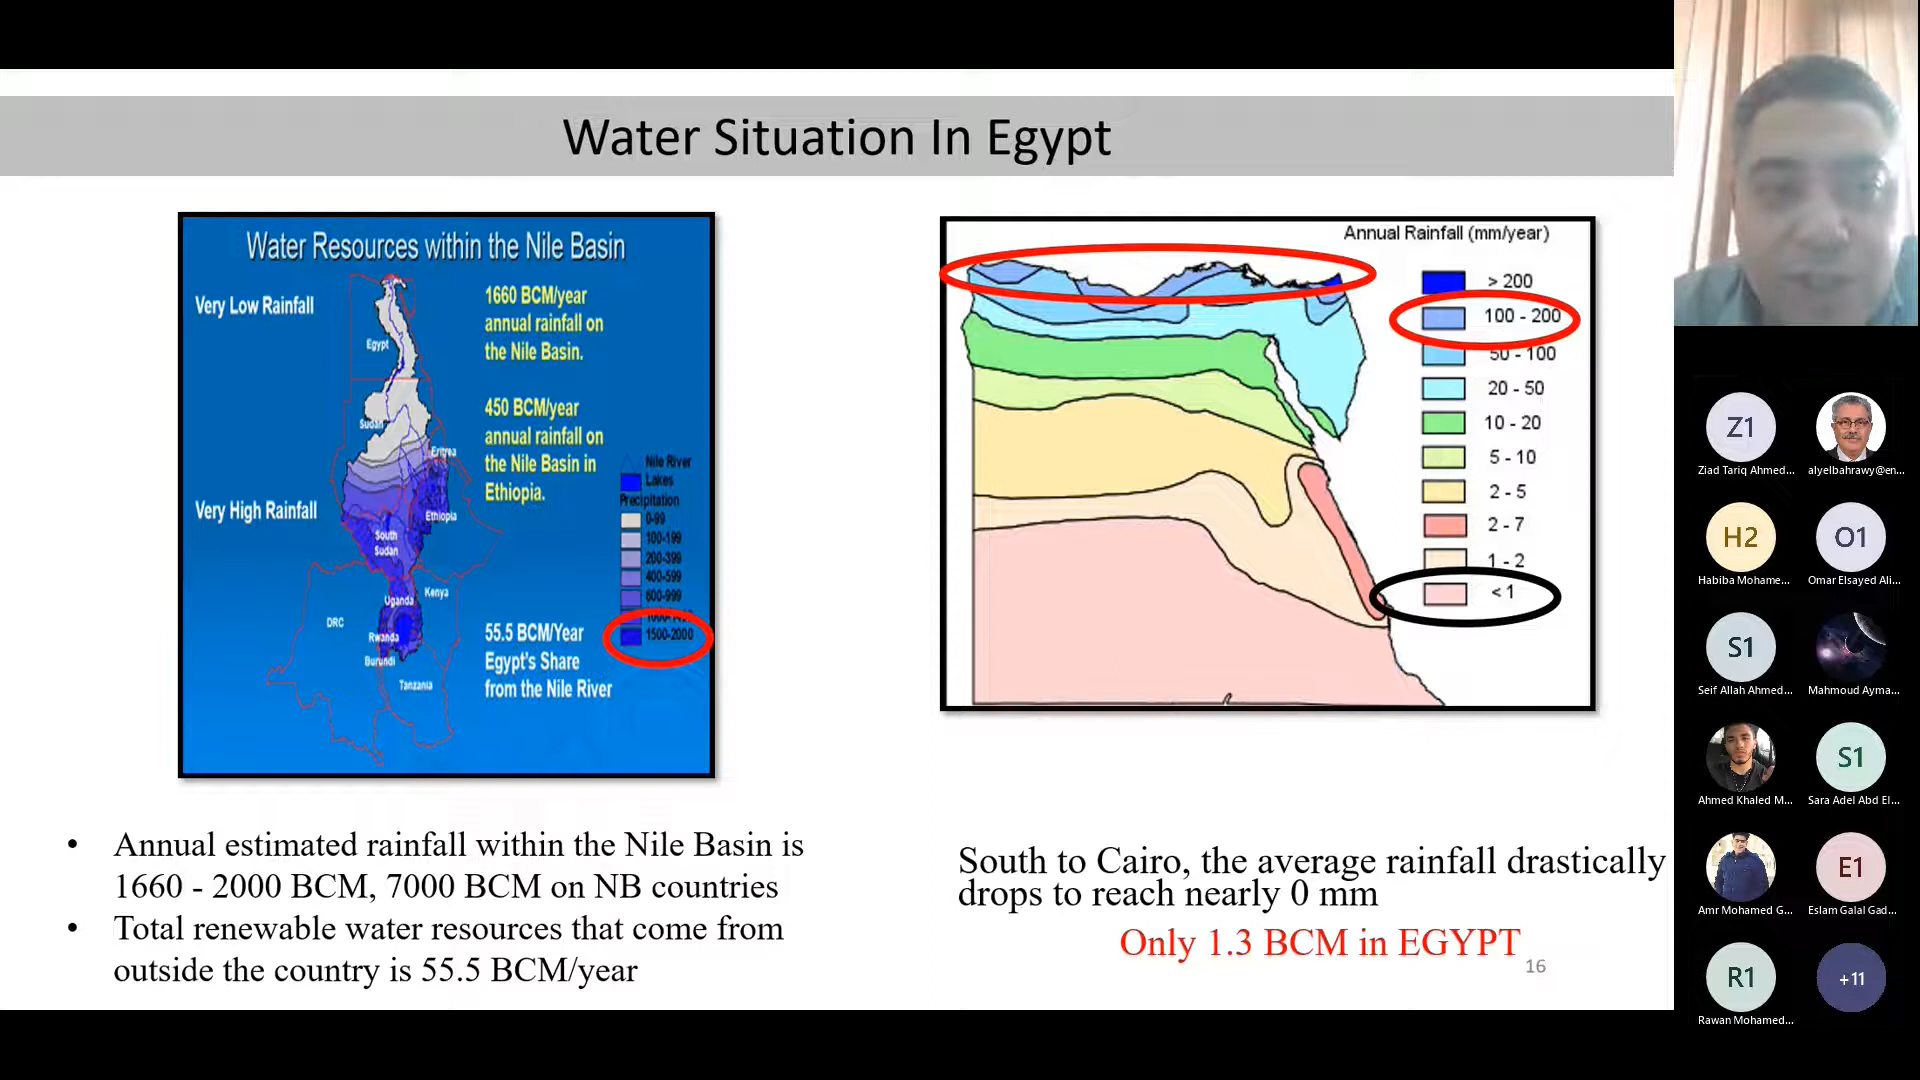 Water Situation In Egypt
Water Resources within the Nile Basin
Very Low Rainfall
1660 BCM/year
annual rainfall on
the Nile Basin.
Egypt
450 BCM/year
annual rainfall on
the Nile Basin in
Ethiopia.
Sudan
Eritrea
Nile River
Lakes
Precipitation
0-99
100-199
200-399
400-599
600-999
1500-2000
Very High Rainfall
Ethiopia
South
Sudan
Uganda
Kenya
DRC
Rwanda
Burundi
Tanzania
55.5 BCM/Year
Egypt's Share
from the Nile River
Annual Rainfall (mm/year)
> 200
100 - 200
50 - 100
20 - 50
10 - 20
5 - 10
2 - 5
2 - 7
1 - 2
< 1
• Annual estimated rainfall within the Nile Basin is
1660 - 2000 BCM, 7000 BCM on NB countries
• Total renewable water resources that come from
outside the country is 55.5 BCM/year
South to Cairo, the average rainfall drastically
drops to reach nearly 0 mm
Only 1.3 BCM in EGYPT
16
Z1
Ziad Tariq Ahmed...
alyelbahrawy@en...
H2
Habiba Mohame...
O1
Omar Elsayed Ali...
S1
Seif Allah Ahmed...
Mahmoud Ayma...
Ahmed Khaled M...
S1
Sara Adel Abd El...
Amr Mohamed G...
E1
Eslam Galal Gad...
R1
Rawan Mohamed...
+11